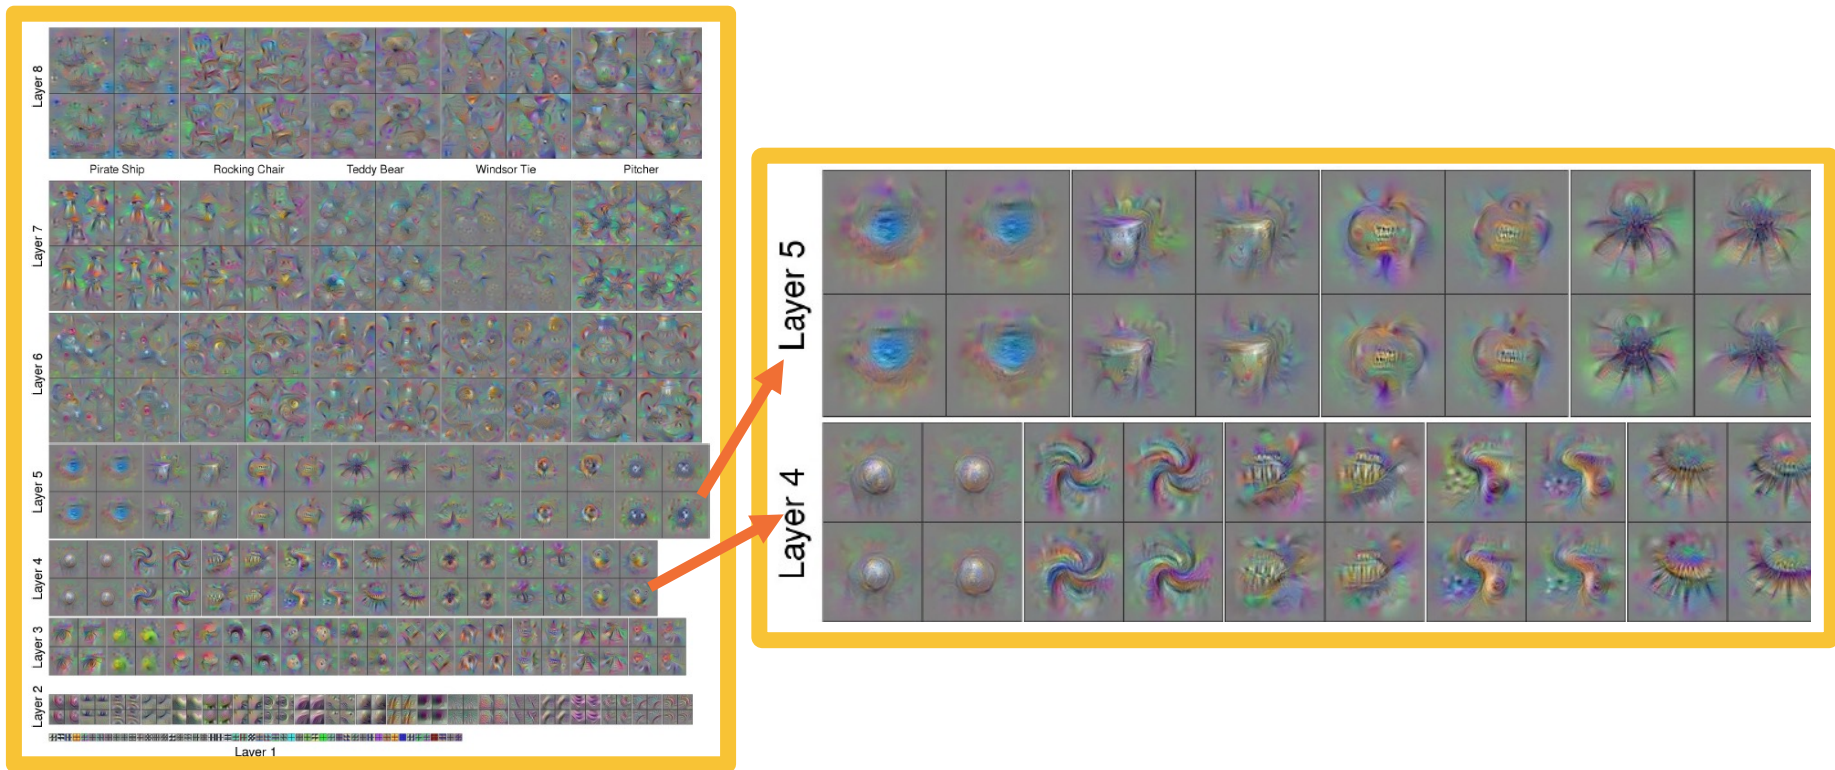 Layer 8
Pirate Ship
Rocking Chair
Teddy Bear
Windsor Tie
Pitcher
Layer 7
Layer 6
Layer 5
Layer 4
Layer 3
Layer 2
Layer 1
Layer 5
Layer 4